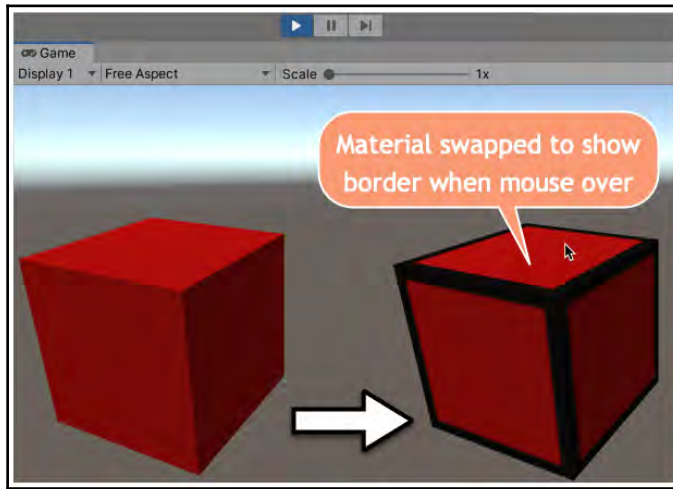 Game
Display 1 Free Aspect Scale 1x
Material swapped to show
border when mouse over